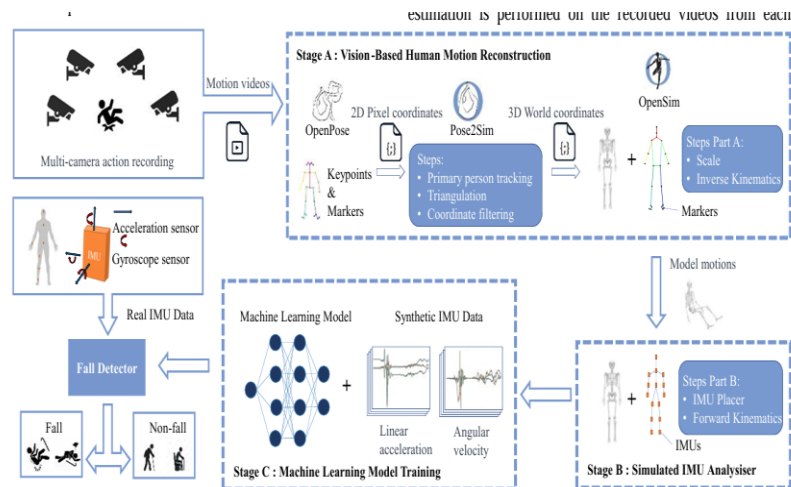 estimation is performed on the recorded videos from each
Multi-camera action recording
Motion videos
Stage A : Vision-Based Human Motion Reconstruction
OpenPose
2D Pixel coordinates
{;}
Pose2Sim
3D World coordinates
{;}
OpenSim
Keypoints
&
Markers
Steps:
• Primary person tracking
• Triangulation
• Coordinate filtering
+
Markers
Steps Part A:
• Scale
• Inverse Kinematics
Model motions
IMU
Acceleration sensor
Gyroscope sensor
Real IMU Data
Fall Detector
Fall
Non-fall
Machine Learning Model
+
Synthetic IMU Data
Linear
acceleration
Angular
velocity
Stage C : Machine Learning Model Training
+
IMUs
Steps Part B:
• IMU Placer
• Forward Kinematics
Stage B : Simulated IMU Analyiser